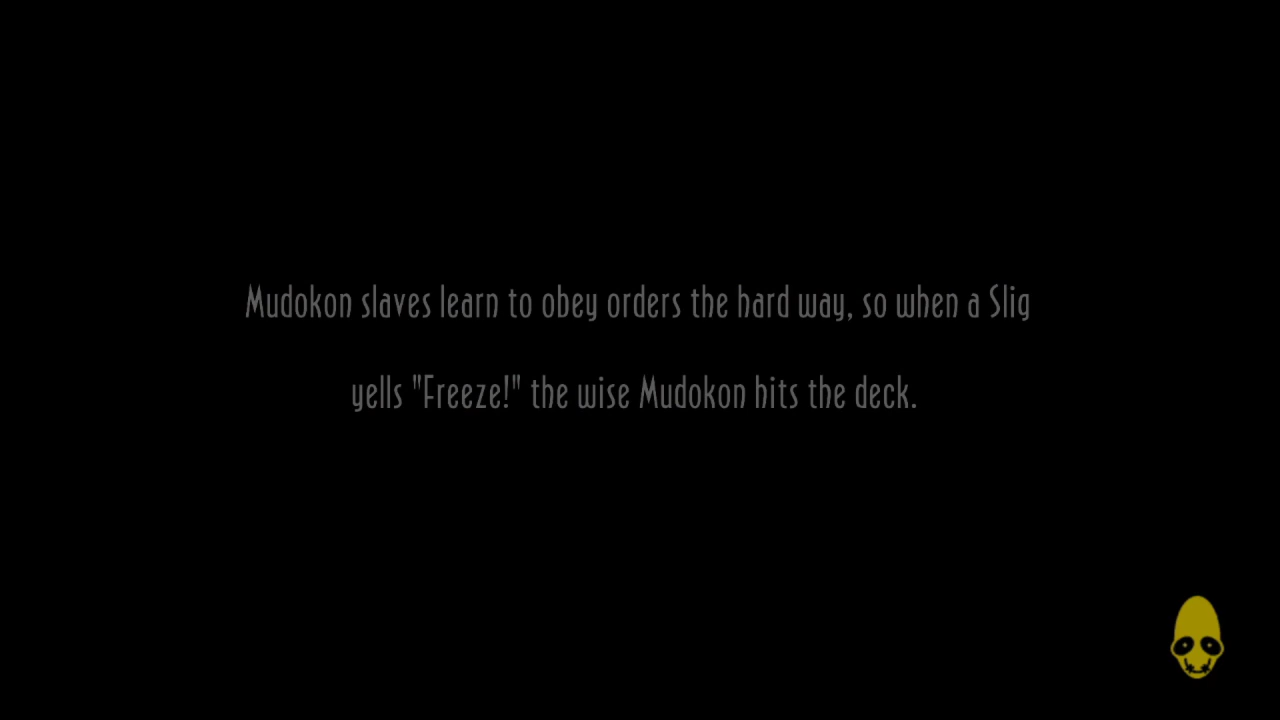 Mudokon slaves learn to obey orders the hard way, so when a Slig
yells "Freeze!" the wise Mudokon hits the deck.